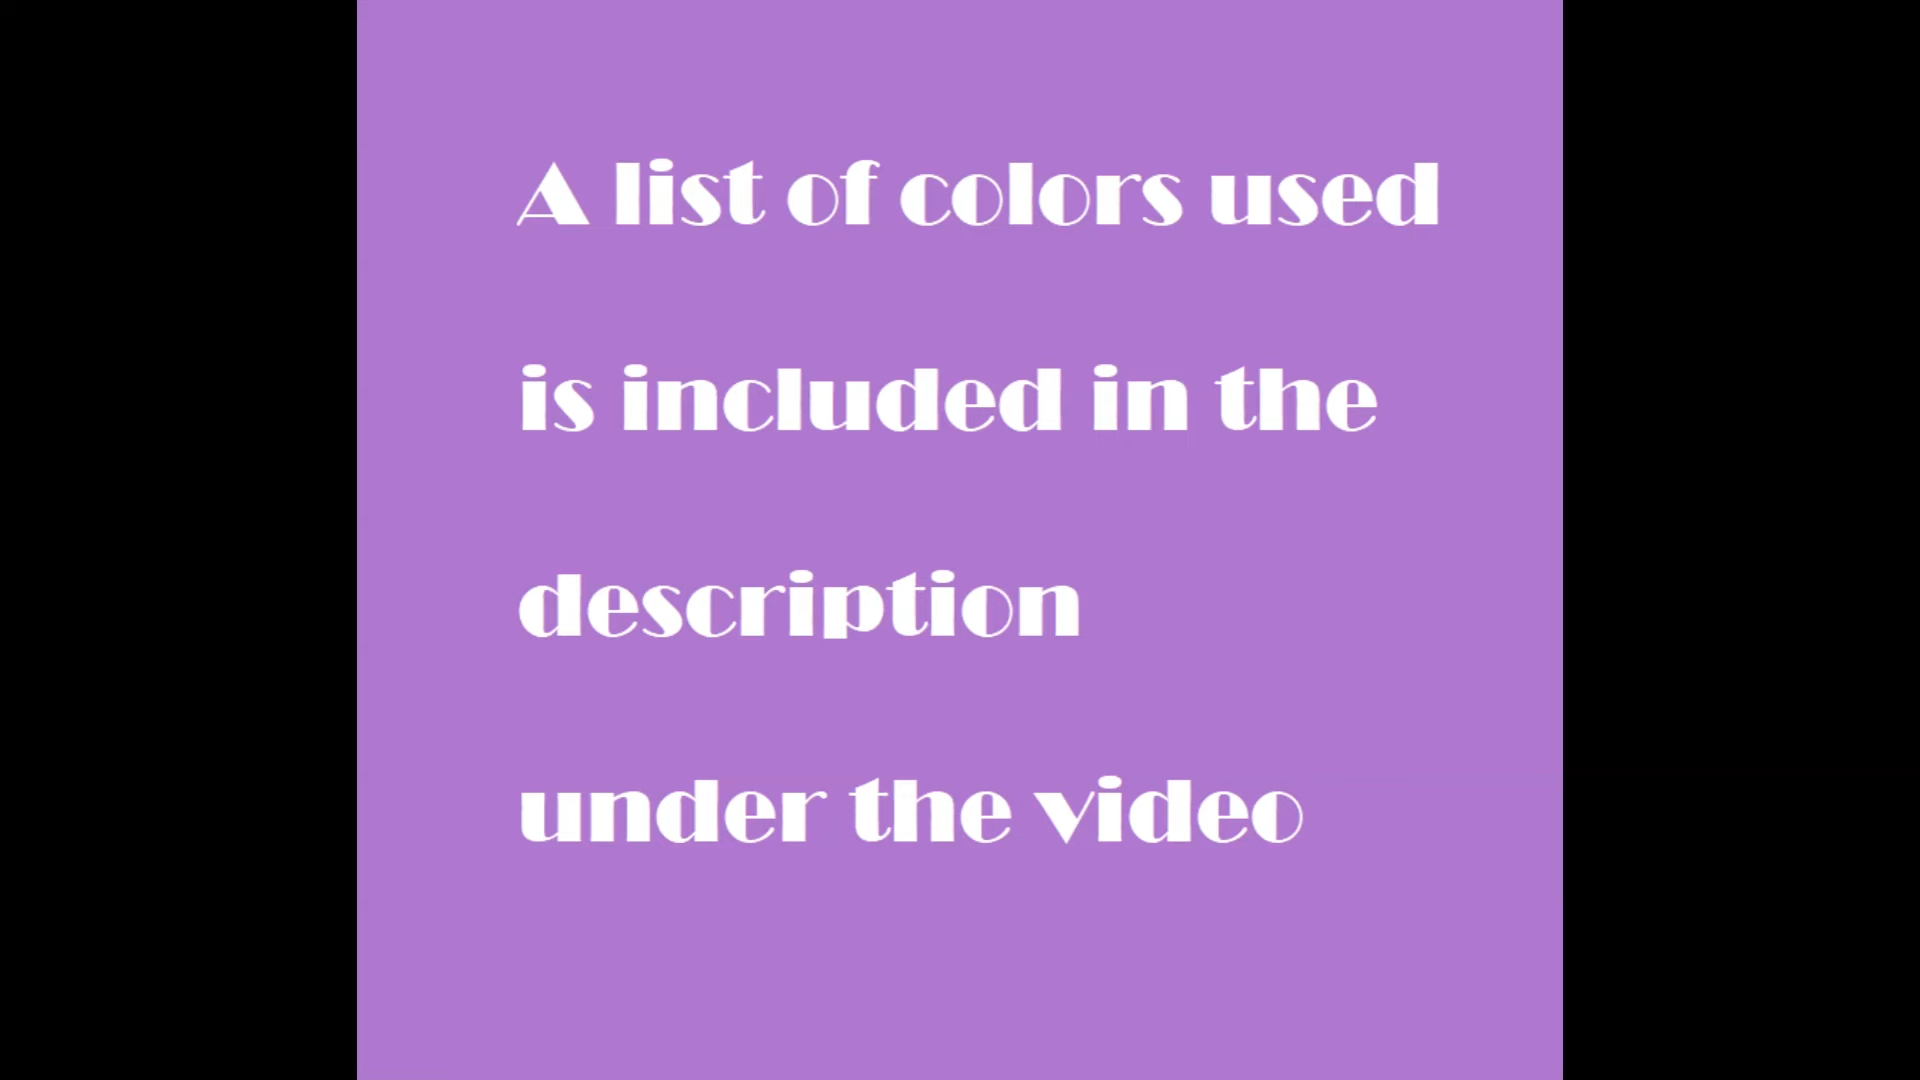 A list of colors used
is included in the
description
under the video